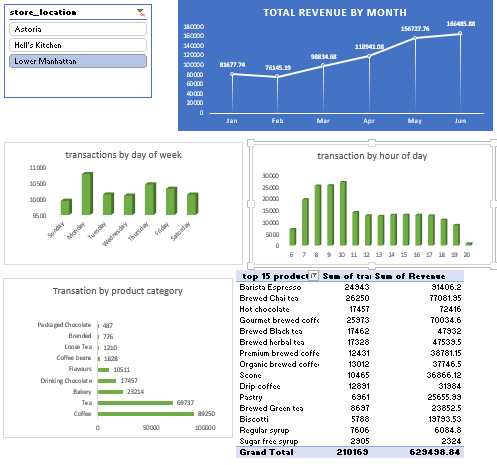 store_location
Astoria
Hell's Kitchen
Lower Manhattan
TOTAL REVENUE BY MONTH
180000
160000
140000
120000
100000
80000
60000
40000
20000
0
81677.74
76145.19
98834.68
118941.08
156727.76
166485.88
Jan Feb Mar Apr May Jun
transactions by day of week
11000
10500
10000
9500
Sunday Monday Tuesday Wednesday Thursday Friday Saturday
transaction by hour of day
30000
25000
20000
15000
10000
5000
0
6 7 8 9 10 11 12 13 14 15 16 17 18 19 20
Transation by product category
Packaged Chocolate 487
Branded 776
Loose Tea 1210
Coffee beans 1828
Flavours 10511
Drinking Chocolate 17457
Bakery 23214
Tea 69737
Coffee 89250
0 50000 100000
top 15 product Sum of tra Sum of Revenue
Barista Espresso 24943 91406.2
Brewed Chai tea 26250 77081.95
Hot chocolate 17457 72416
Gourmet brewed coffe 25973 70034.6
Brewed Black tea 17462 47932
Brewed herbal tea 17328 47539.5
Premium brewed coffe 12431 38781.15
Organic brewed coffe 13012 37746.5
Scone 10465 36866.12
Drip coffee 12891 31984
Pastry 6961 25655.99
Brewed Green tea 8697 23852.5
Biscotti 5788 19793.53
Regular syrup 7606 6084.8
Sugar free syrup 2905 2324
Grand Total 210169 629498.84